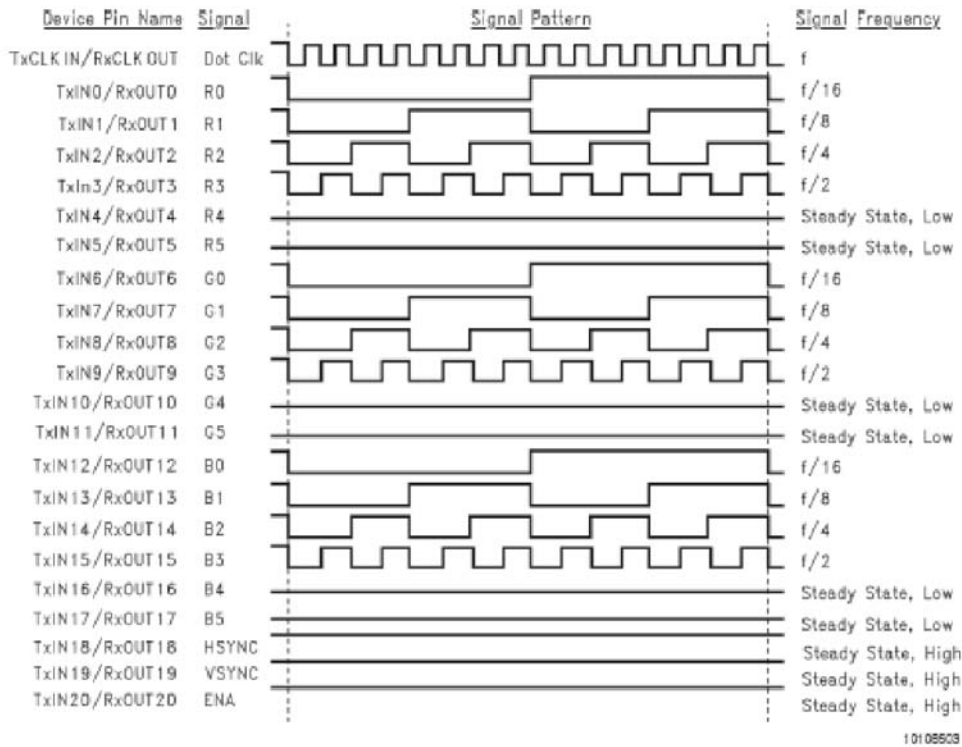 Device Pin Name Signal Signal Pattern Signal Frequency
TxCLK IN/RxCLK OUT Dot Clk f
TxIN0/RxOUT0 R0 f/16
TxIN1/RxOUT1 R1 f/8
TxIN2/RxOUT2 R2 f/4
TxIn3/RxOUT3 R3 f/2
TxIN4/RxOUT4 R4 Steady State, Low
TxIN5/RxOUT5 R5 Steady State, Low
TxIN6/RxOUT6 G0 f/16
TxIN7/RxOUT7 G1 f/8
TxIN8/RxOUT8 G2 f/4
TxIN9/RxOUT9 G3 f/2
TxIN10/RxOUT10 G4 Steady State, Low
TxIN11/RxOUT11 G5 Steady State, Low
TxIN12/RxOUT12 B0 f/16
TxIN13/RxOUT13 B1 f/8
TxIN14/RxOUT14 B2 f/4
TxIN15/RxOUT15 B3 f/2
TxIN16/RxOUT16 B4 Steady State, Low
TxIN17/RxOUT17 B5 Steady State, Low
TxIN18/RxOUT18 HSYNC Steady State, High
TxIN19/RxOUT19 VSYNC Steady State, High
TxIN20/RxOUT20 ENA Steady State, High
10108503